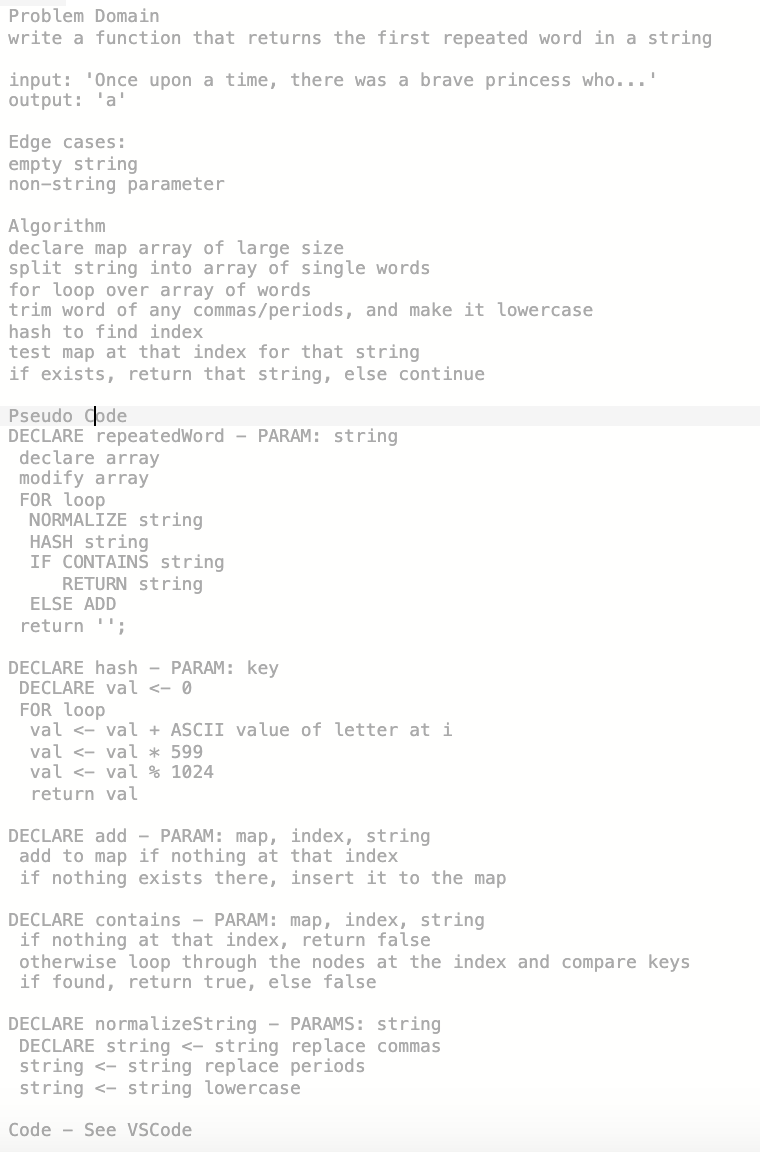 Problem Domain
write a function that returns the first repeated word in a string
input: 'Once upon a time, there was a brave princess who...'
output: 'a'
Edge cases:
empty string
non-string parameter
Algorithm
declare map array of large size
split string into array of single words
for loop over array of words
trim word of any commas/periods, and make it lowercase
hash to find index
test map at that index for that string
if exists, return that string, else continue
Pseudo Code
DECLARE repeatedWord - PARAM: string
declare array
modify array
FOR loop
NORMALIZE string
HASH string
IF CONTAINS string
RETURN string
ELSE ADD
return '';
DECLARE hash - PARAM: key
DECLARE val <- 0
FOR loop
val <- val + ASCII value of letter at i
val <- val * 599
val <- val % 1024
return val
DECLARE add - PARAM: map, index, string
add to map if nothing at that index
if nothing exists there, insert it to the map
DECLARE contains - PARAM: map, index, string
if nothing at that index, return false
otherwise loop through the nodes at the index and compare keys
if found, return true, else false
DECLARE normalizeString - PARAMS: string
DECLARE string <- string replace commas
string <- string replace periods
string <- string lowercase
Code - See VSCode